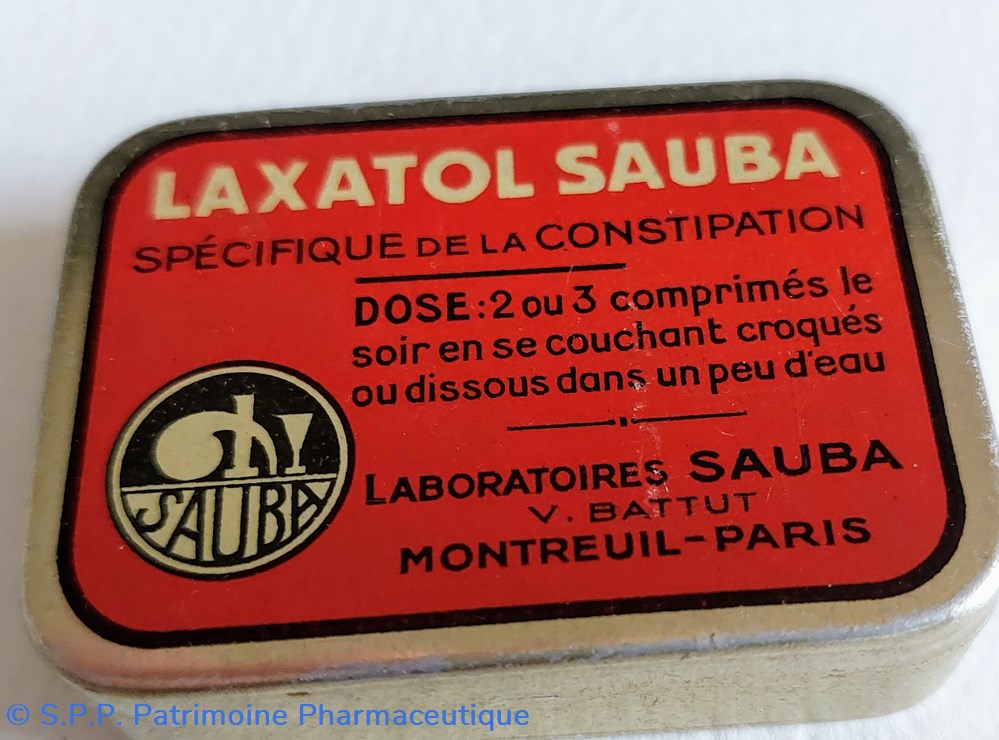 LAXATOL SAUBA
SPÉCIFIQUE DE LA CONSTIPATION
DOSE: 2 ou 3 comprimés le
soir en se couchant croqués
ou dissous dans un peu d'eau
SAUBA
LABORATOIRES SAUBA
V. BATTUT
MONTREUIL-PARIS
© S.P.P. Patrimoine Pharmaceutique